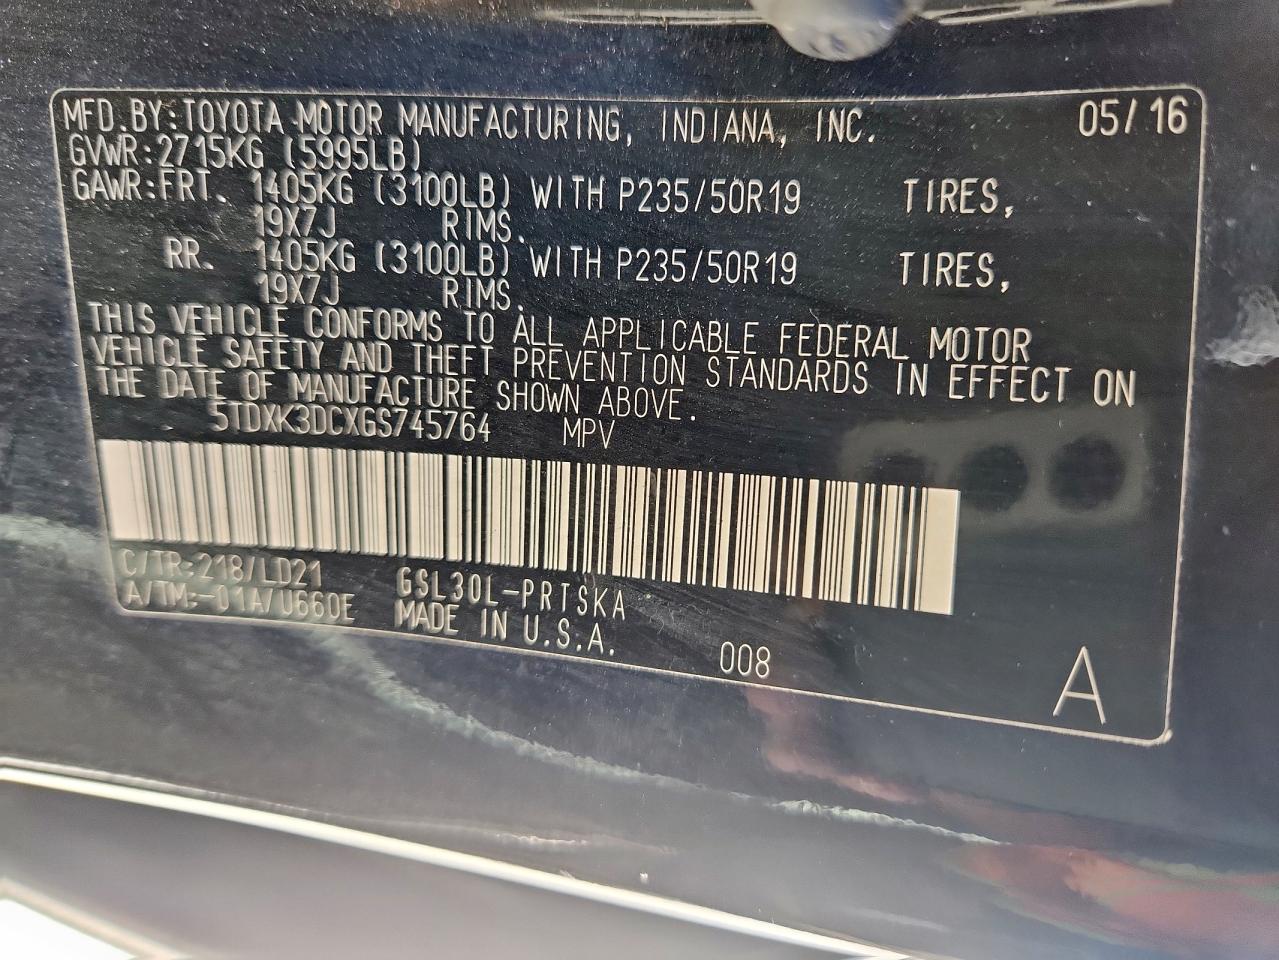 MFD.BY:TOYOTA MOTOR MANUFACTURING, INDIANA, INC. 05/16
GVWR:2715KG (5995LB)
GAWR:FRT. 1405KG (3100LB) WITH P235/50R19 TIRES,
19X7J RIMS.
RR. 1405KG (3100LB) WITH P235/50R19 TIRES,
19X7J RIMS.
THIS VEHICLE CONFORMS TO ALL APPLICABLE FEDERAL MOTOR
VEHICLE SAFETY AND THEFT PREVENTION STANDARDS IN EFFECT ON
THE DATE OF MANUFACTURE SHOWN ABOVE.
5TDXK3DCXGS745764 MPV
C/TR:218/LD21 GSL30L-PRTSKA
A/TM:-01A/U660E MADE IN U.S.A. 008
A